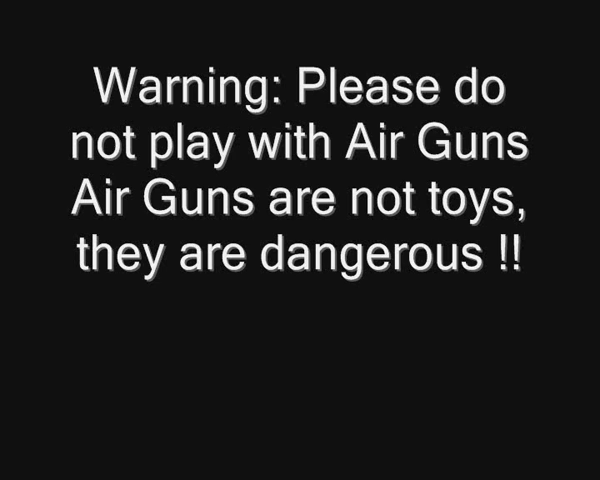 Warning: Please do
not play with Air Guns
Air Guns are not toys,
they are dangerous !!